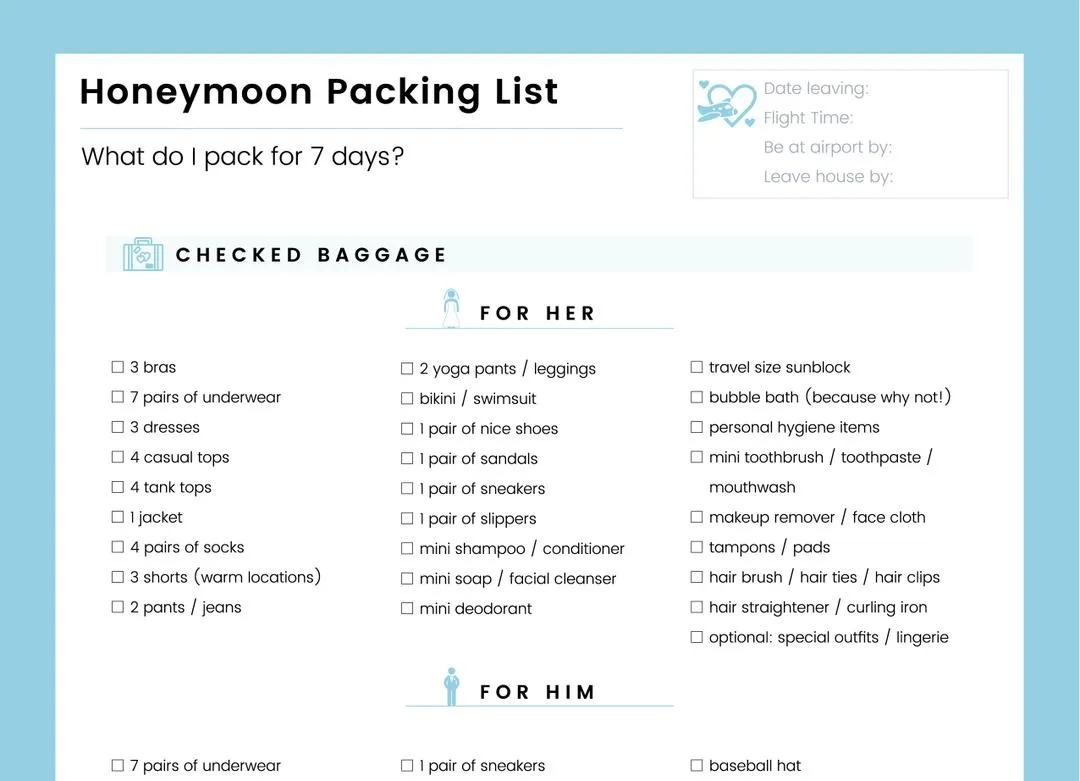 Honeymoon Packing List
What do I pack for 7 days?
Date leaving:
Flight Time:
Be at airport by:
Leave house by:
CHECKED BAGGAGE
FOR HER
3 bras
7 pairs of underwear
3 dresses
4 casual tops
4 tank tops
1 jacket
4 pairs of socks
3 shorts (warm locations)
2 pants / jeans
2 yoga pants / leggings
bikini / swimsuit
1 pair of nice shoes
1 pair of sandals
1 pair of sneakers
1 pair of slippers
mini shampoo / conditioner
mini soap / facial cleanser
mini deodorant
travel size sunblock
bubble bath (because why not!)
personal hygiene items
mini toothbrush / toothpaste /
mouthwash
makeup remover / face cloth
tampons / pads
hair brush / hair ties / hair clips
hair straightener / curling iron
optional: special outfits / lingerie
FOR HIM
7 pairs of underwear
1 pair of sneakers
baseball hat